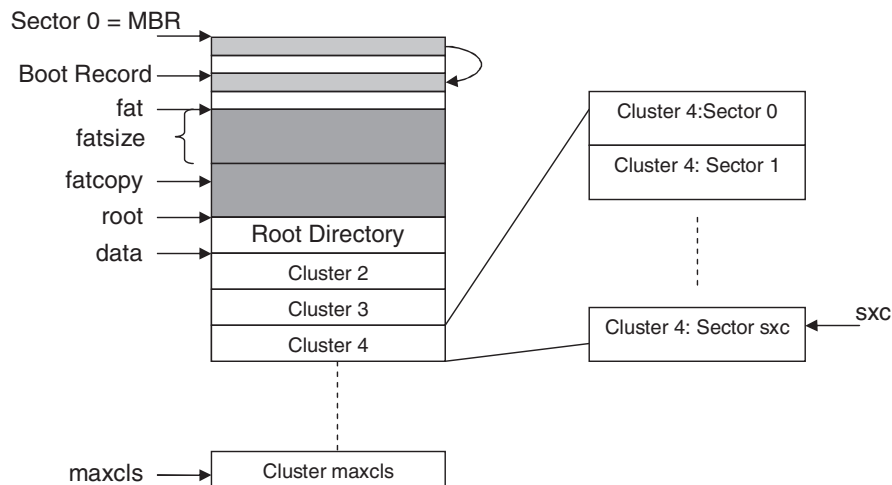 Sector 0 = MBR
Boot Record
fat
fatsize
fatcopy
root
data
Root Directory
Cluster 2
Cluster 3
Cluster 4
maxcls
Cluster maxcls
Cluster 4:Sector 0
Cluster 4: Sector 1
Cluster 4: Sector sxc
sxc